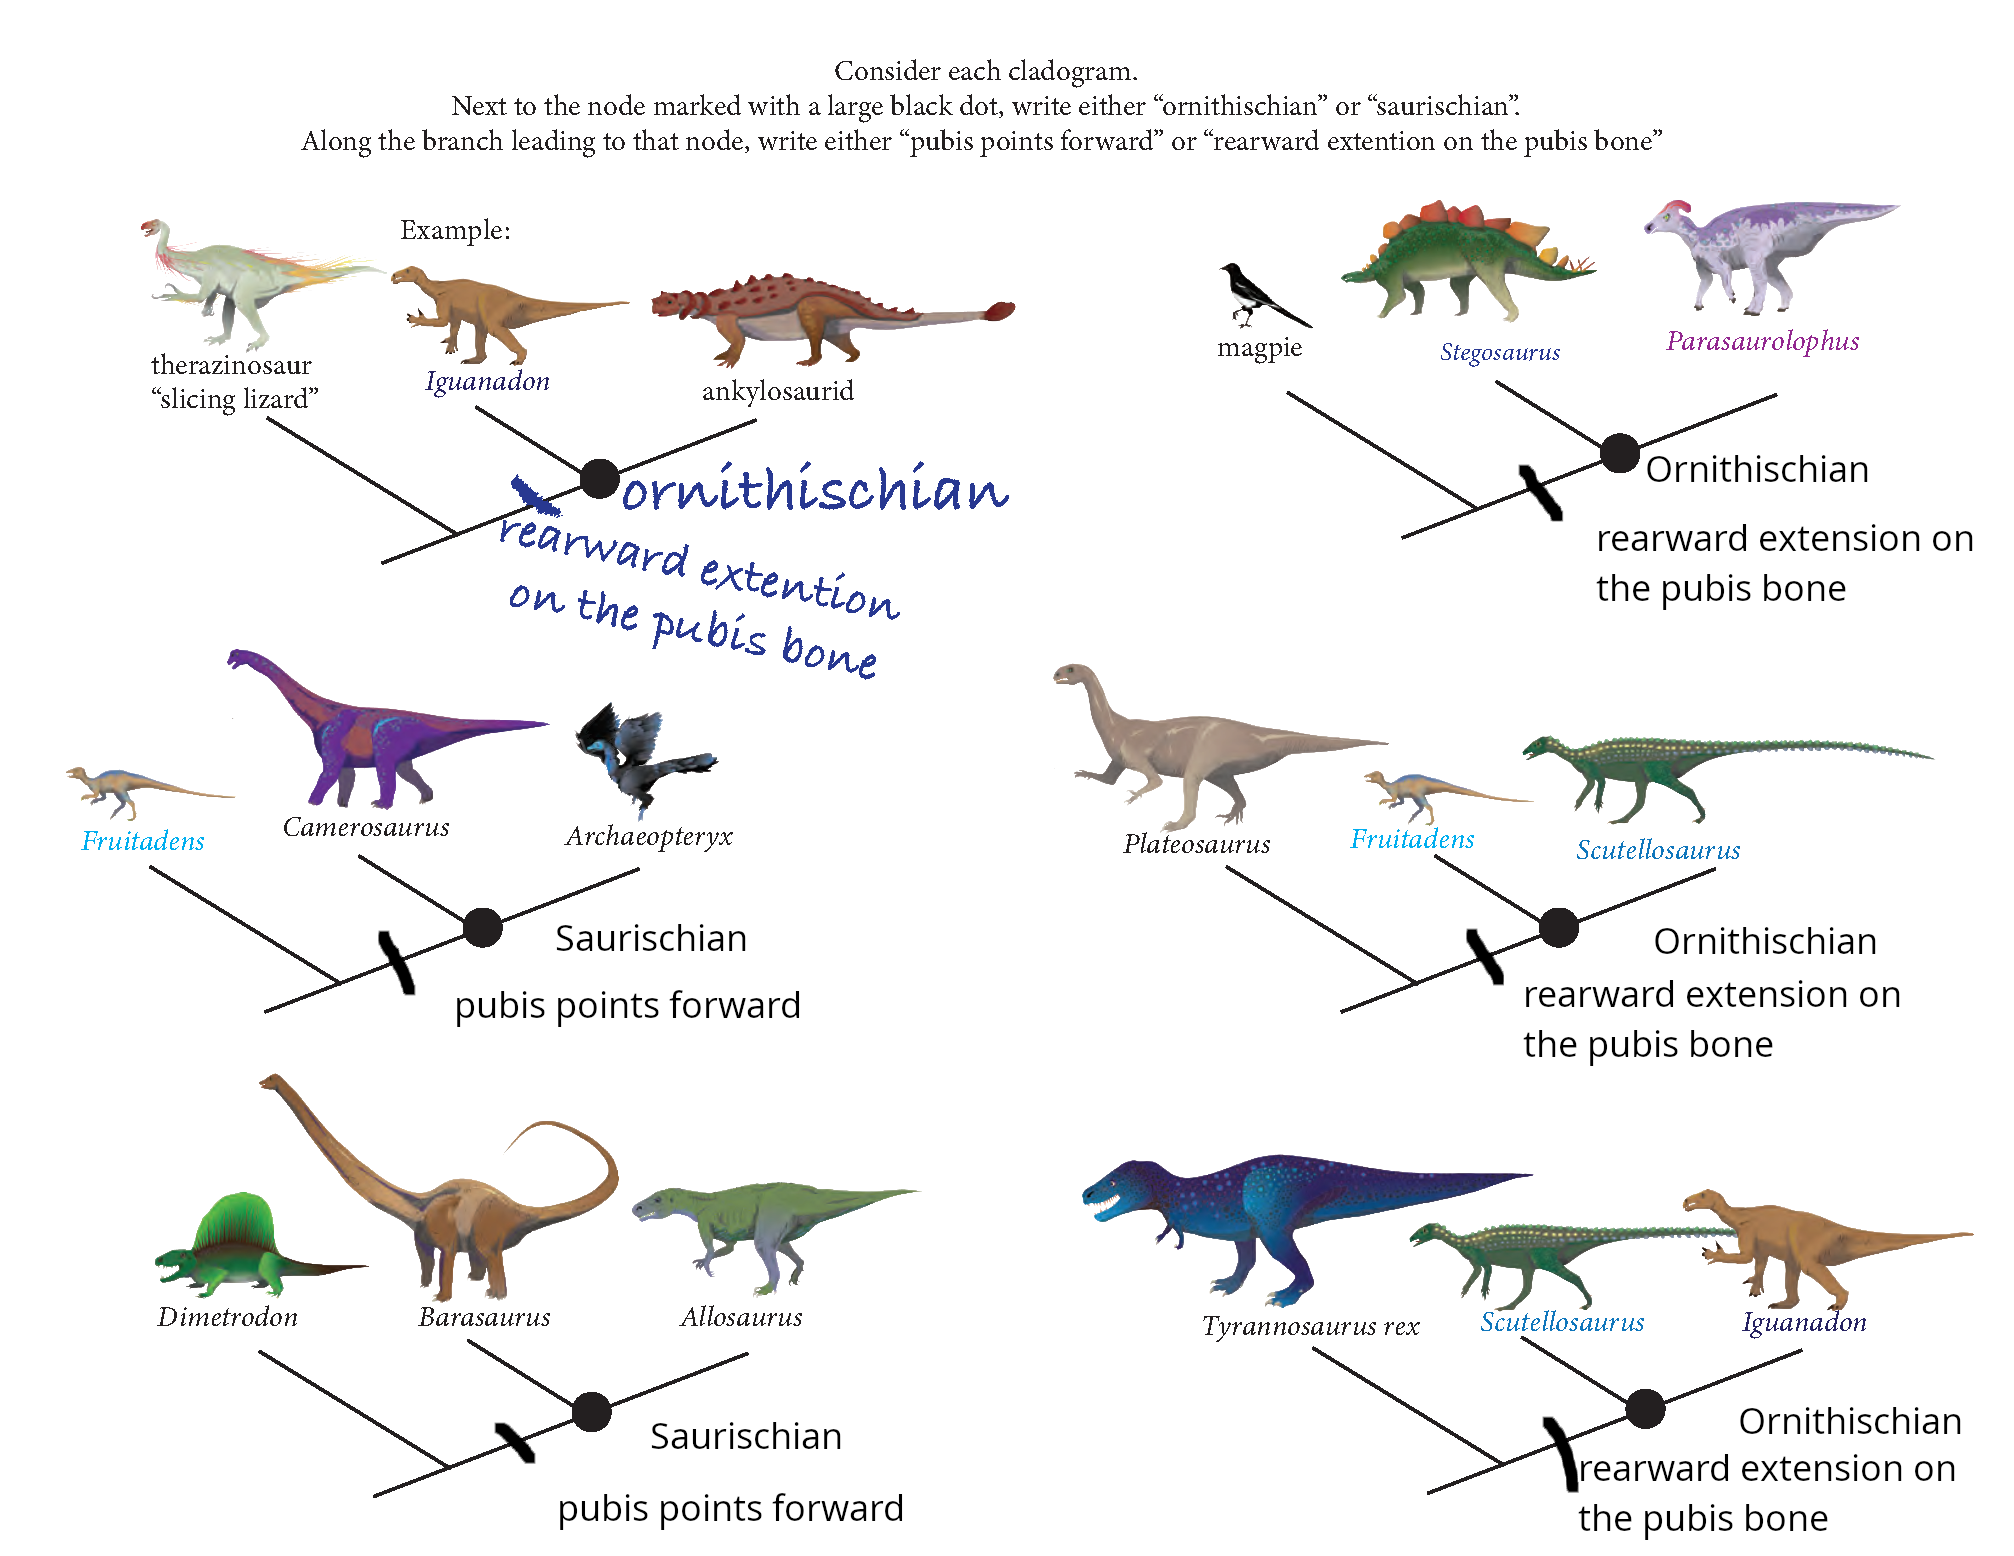 Consider each cladogram.
Next to the node marked with a large black dot, write either “ornithischian” or “saurischian”.
Along the branch leading to that node, write either “pubis points forward” or “rearward extention on the pubis bone”
Example:
therazinosaur
“slicing lizard”
Iguanadon
ankylosaurid
ornithischian
rearward extention
on the pubis bone
magpie
Stegosaurus
Parasaurolophus
Ornithischian
rearward extension on
the pubis bone
Fruitadens
Camerosaurus
Archaeopteryx
Saurischian
pubis points forward
Plateosaurus
Fruitadens
Scutellosaurus
Ornithischian
rearward extension on
the pubis bone
Dimetrodon
Barasaurus
Allosaurus
Saurischian
pubis points forward
Tyrannosaurus rex
Scutellosaurus
Iguanadon
Ornithischian
rearward extension on
the pubis bone